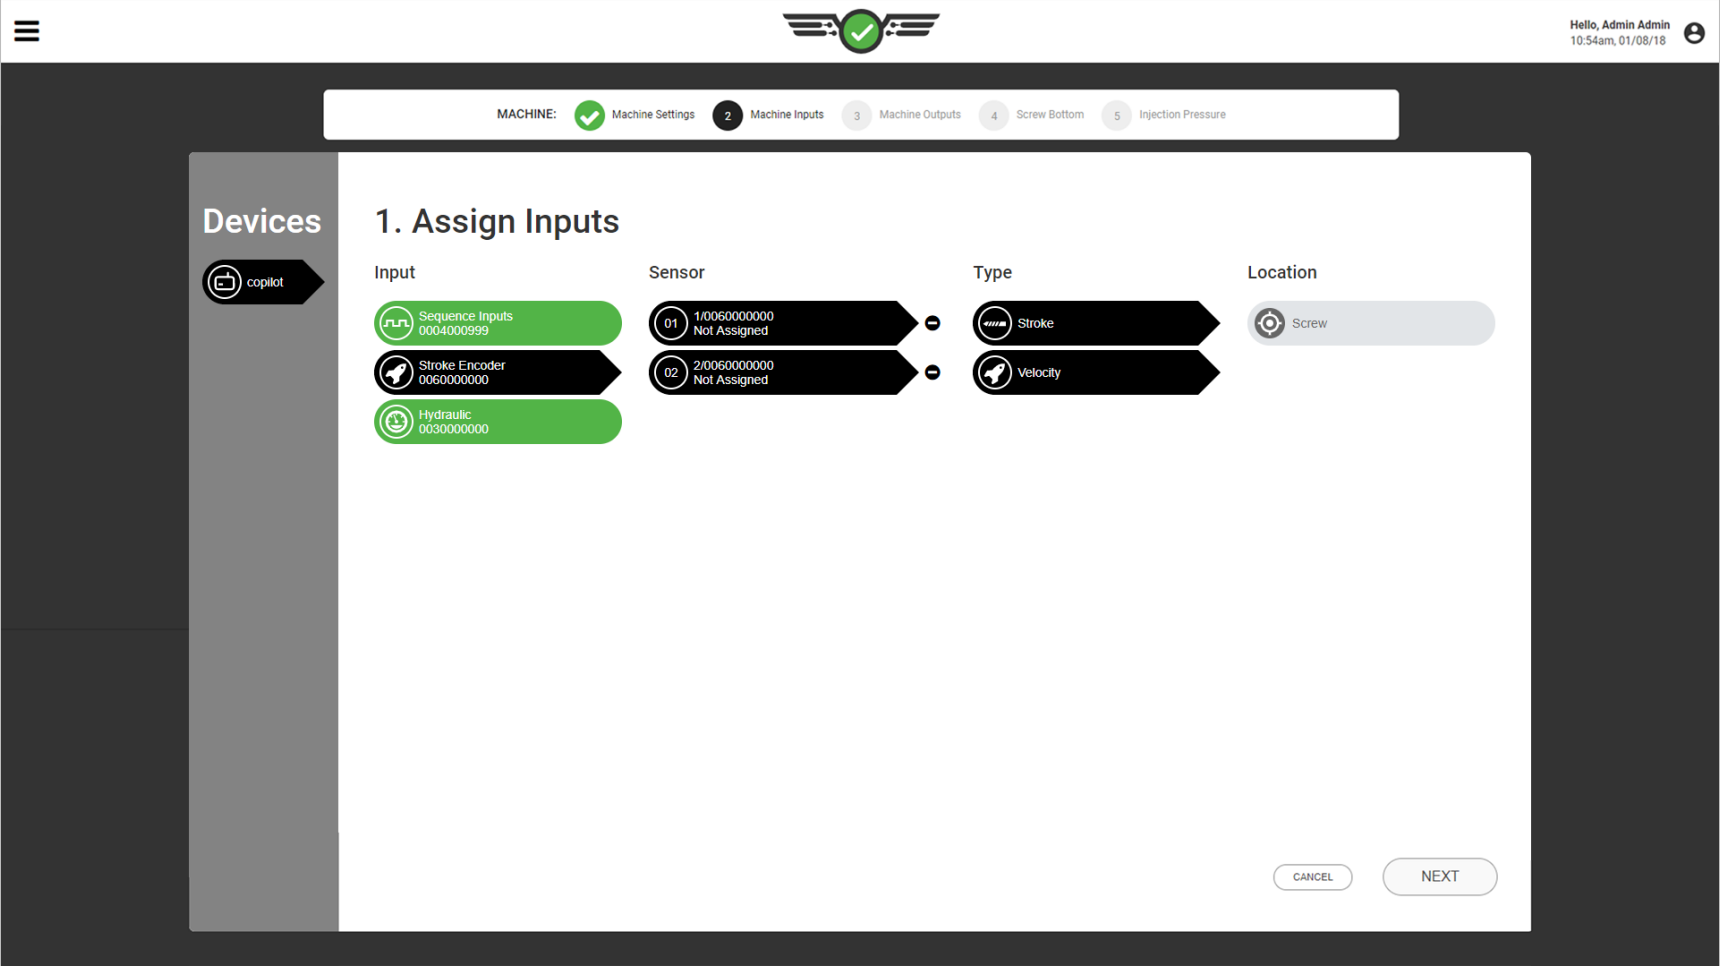 Hello, Admin Admin
10:54am, 01/08/18
MACHINE:
Machine Settings
2
Machine Inputs
3
Machine Outputs
4
Screw Bottom
5
Injection Pressure
Devices
copilot
1. Assign Inputs
Input
Sensor
Type
Location
Sequence Inputs
0004000999
01
1/0060000000
Not Assigned
Stroke
Screw
Stroke Encoder
0060000000
02
2/0060000000
Not Assigned
Velocity
Hydraulic
0030000000
CANCEL
NEXT